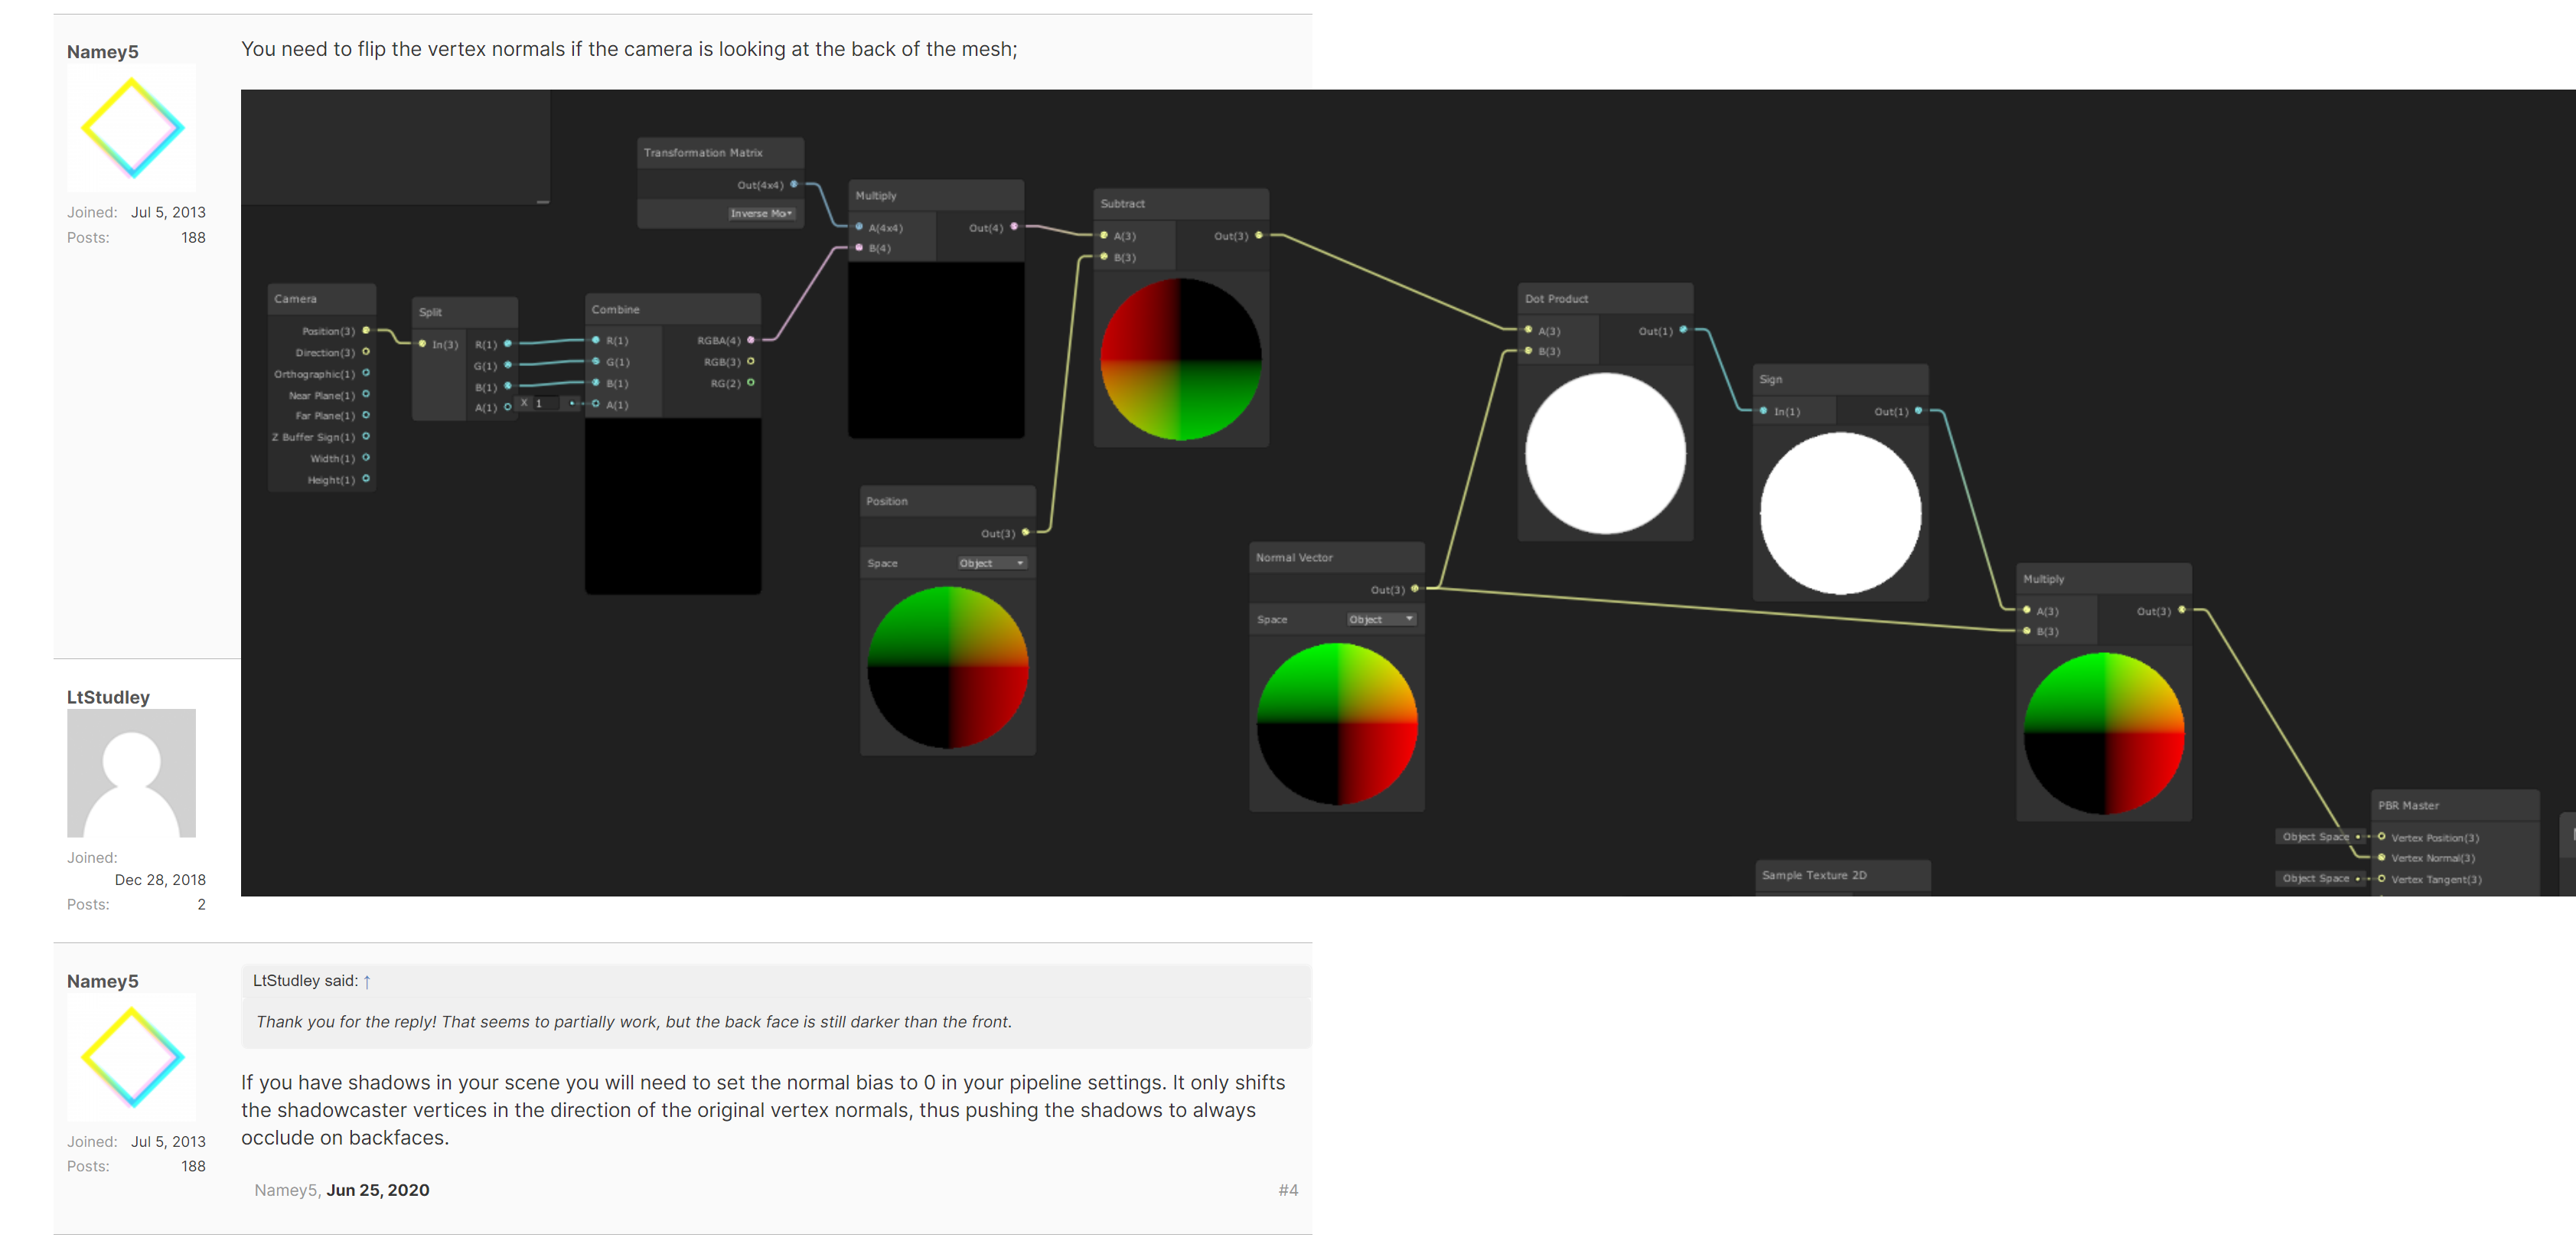 Namey5
Joined: Jul 5, 2013
Posts: 188
You need to flip the vertex normals if the camera is looking at the back of the mesh;
Camera
Position(3)
Direction(3)
Orthographic(1)
Near Plane(1)
Far Plane(1)
Z Buffer Sign(1)
Width(1)
Height(1)
Split
In(3) R(1)
G(1)
B(1)
A(1)
X 1
Combine
R(1) RGBA(4)
G(1) RGB(3)
B(1) RG(2)
A(1)
Transformation Matrix
Out(4x4)
Inverse Mo
Multiply
A(4x4) Out(4)
B(4)
Position
Out(3)
Space Object
Subtract
A(3) Out(3)
B(3)
Normal Vector
Out(3)
Space Object
Dot Product
A(3) Out(1)
B(3)
Sign
In(1) Out(1)
Multiply
A(3) Out(3)
B(3)
Sample Texture 2D
PBR Master
Object Space Vertex Position(3)
Vertex Normal(3)
Object Space Vertex Tangent(3)
LtStudley
Joined:
Dec 28, 2018
Posts: 2
Namey5
Joined: Jul 5, 2013
Posts: 188
LtStudley said: ↑
Thank you for the reply! That seems to partially work, but the back face is still darker than the front.
If you have shadows in your scene you will need to set the normal bias to 0 in your pipeline settings. It only shifts
the shadowcaster vertices in the direction of the original vertex normals, thus pushing the shadows to always
occlude on backfaces.
Namey5, Jun 25, 2020 #4